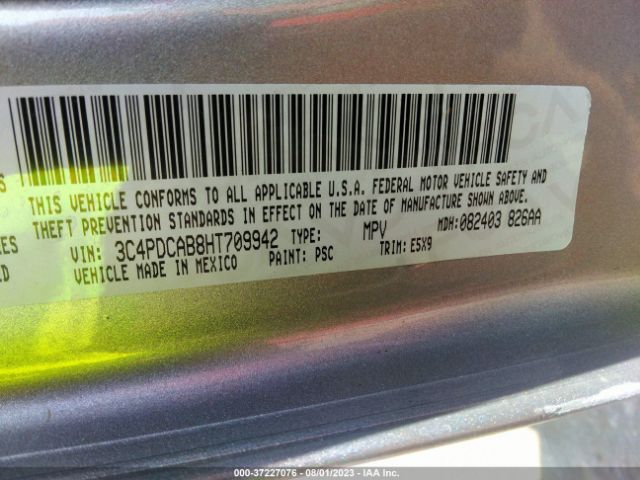 THIS VEHICLE CONFORMS TO ALL APPLICABLE U.S.A. FEDERAL MOTOR VEHICLE SAFETY AND
THEFT PREVENTION STANDARDS IN EFFECT ON THE DATE OF MANUFACTURE SHOWN ABOVE.
VIN: 3C4PDCAB8HT709942 TYPE: MPV MDH:082403 826AA
VEHICLE MADE IN MEXICO PAINT: PSC TRIM: E5X9
000-37227076 - 08/01/2023 - IAA Inc.